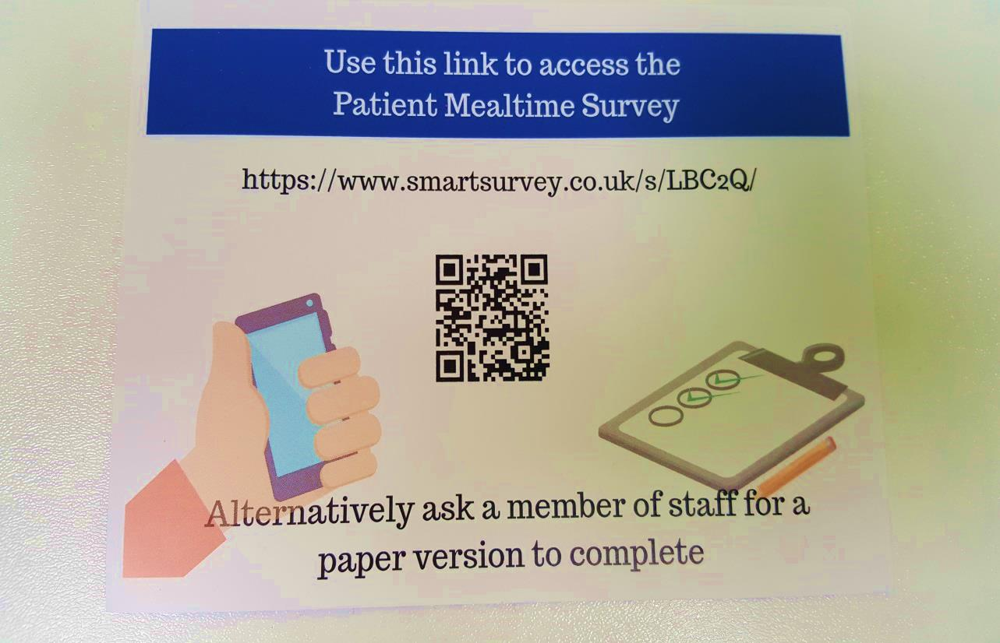 Use this link to access the
Patient Mealtime Survey
https://www.smartsurvey.co.uk/s/LBC2Q/
Alternatively ask a member of staff for a
paper version to complete